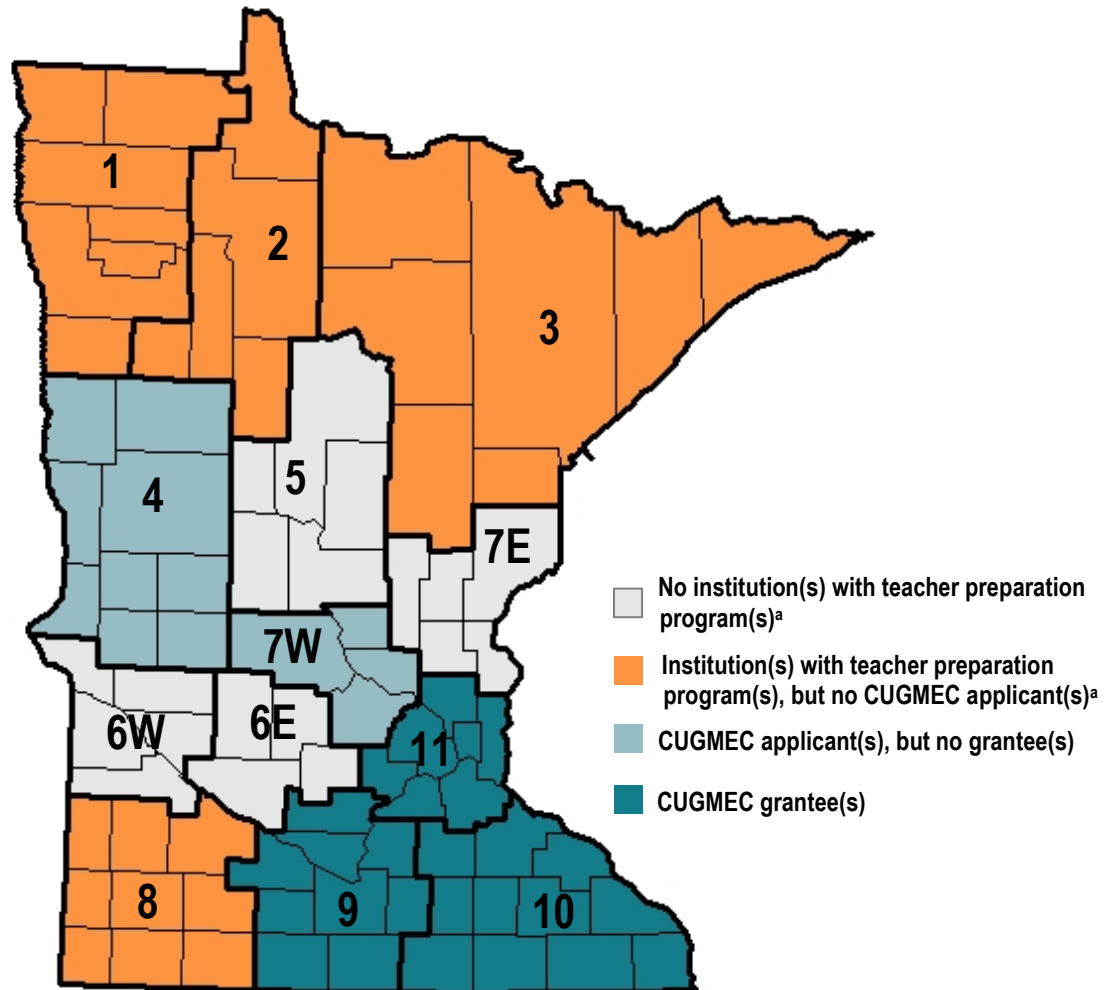 1
2
3
4
5
7E
7W
6W
6E
11
8
9
10
No institution(s) with teacher preparation
program(s)ª
Institution(s) with teacher preparation
program(s), but no CUGMEC applicant(s)ª
CUGMEC applicant(s), but no grantee(s)
CUGMEC grantee(s)